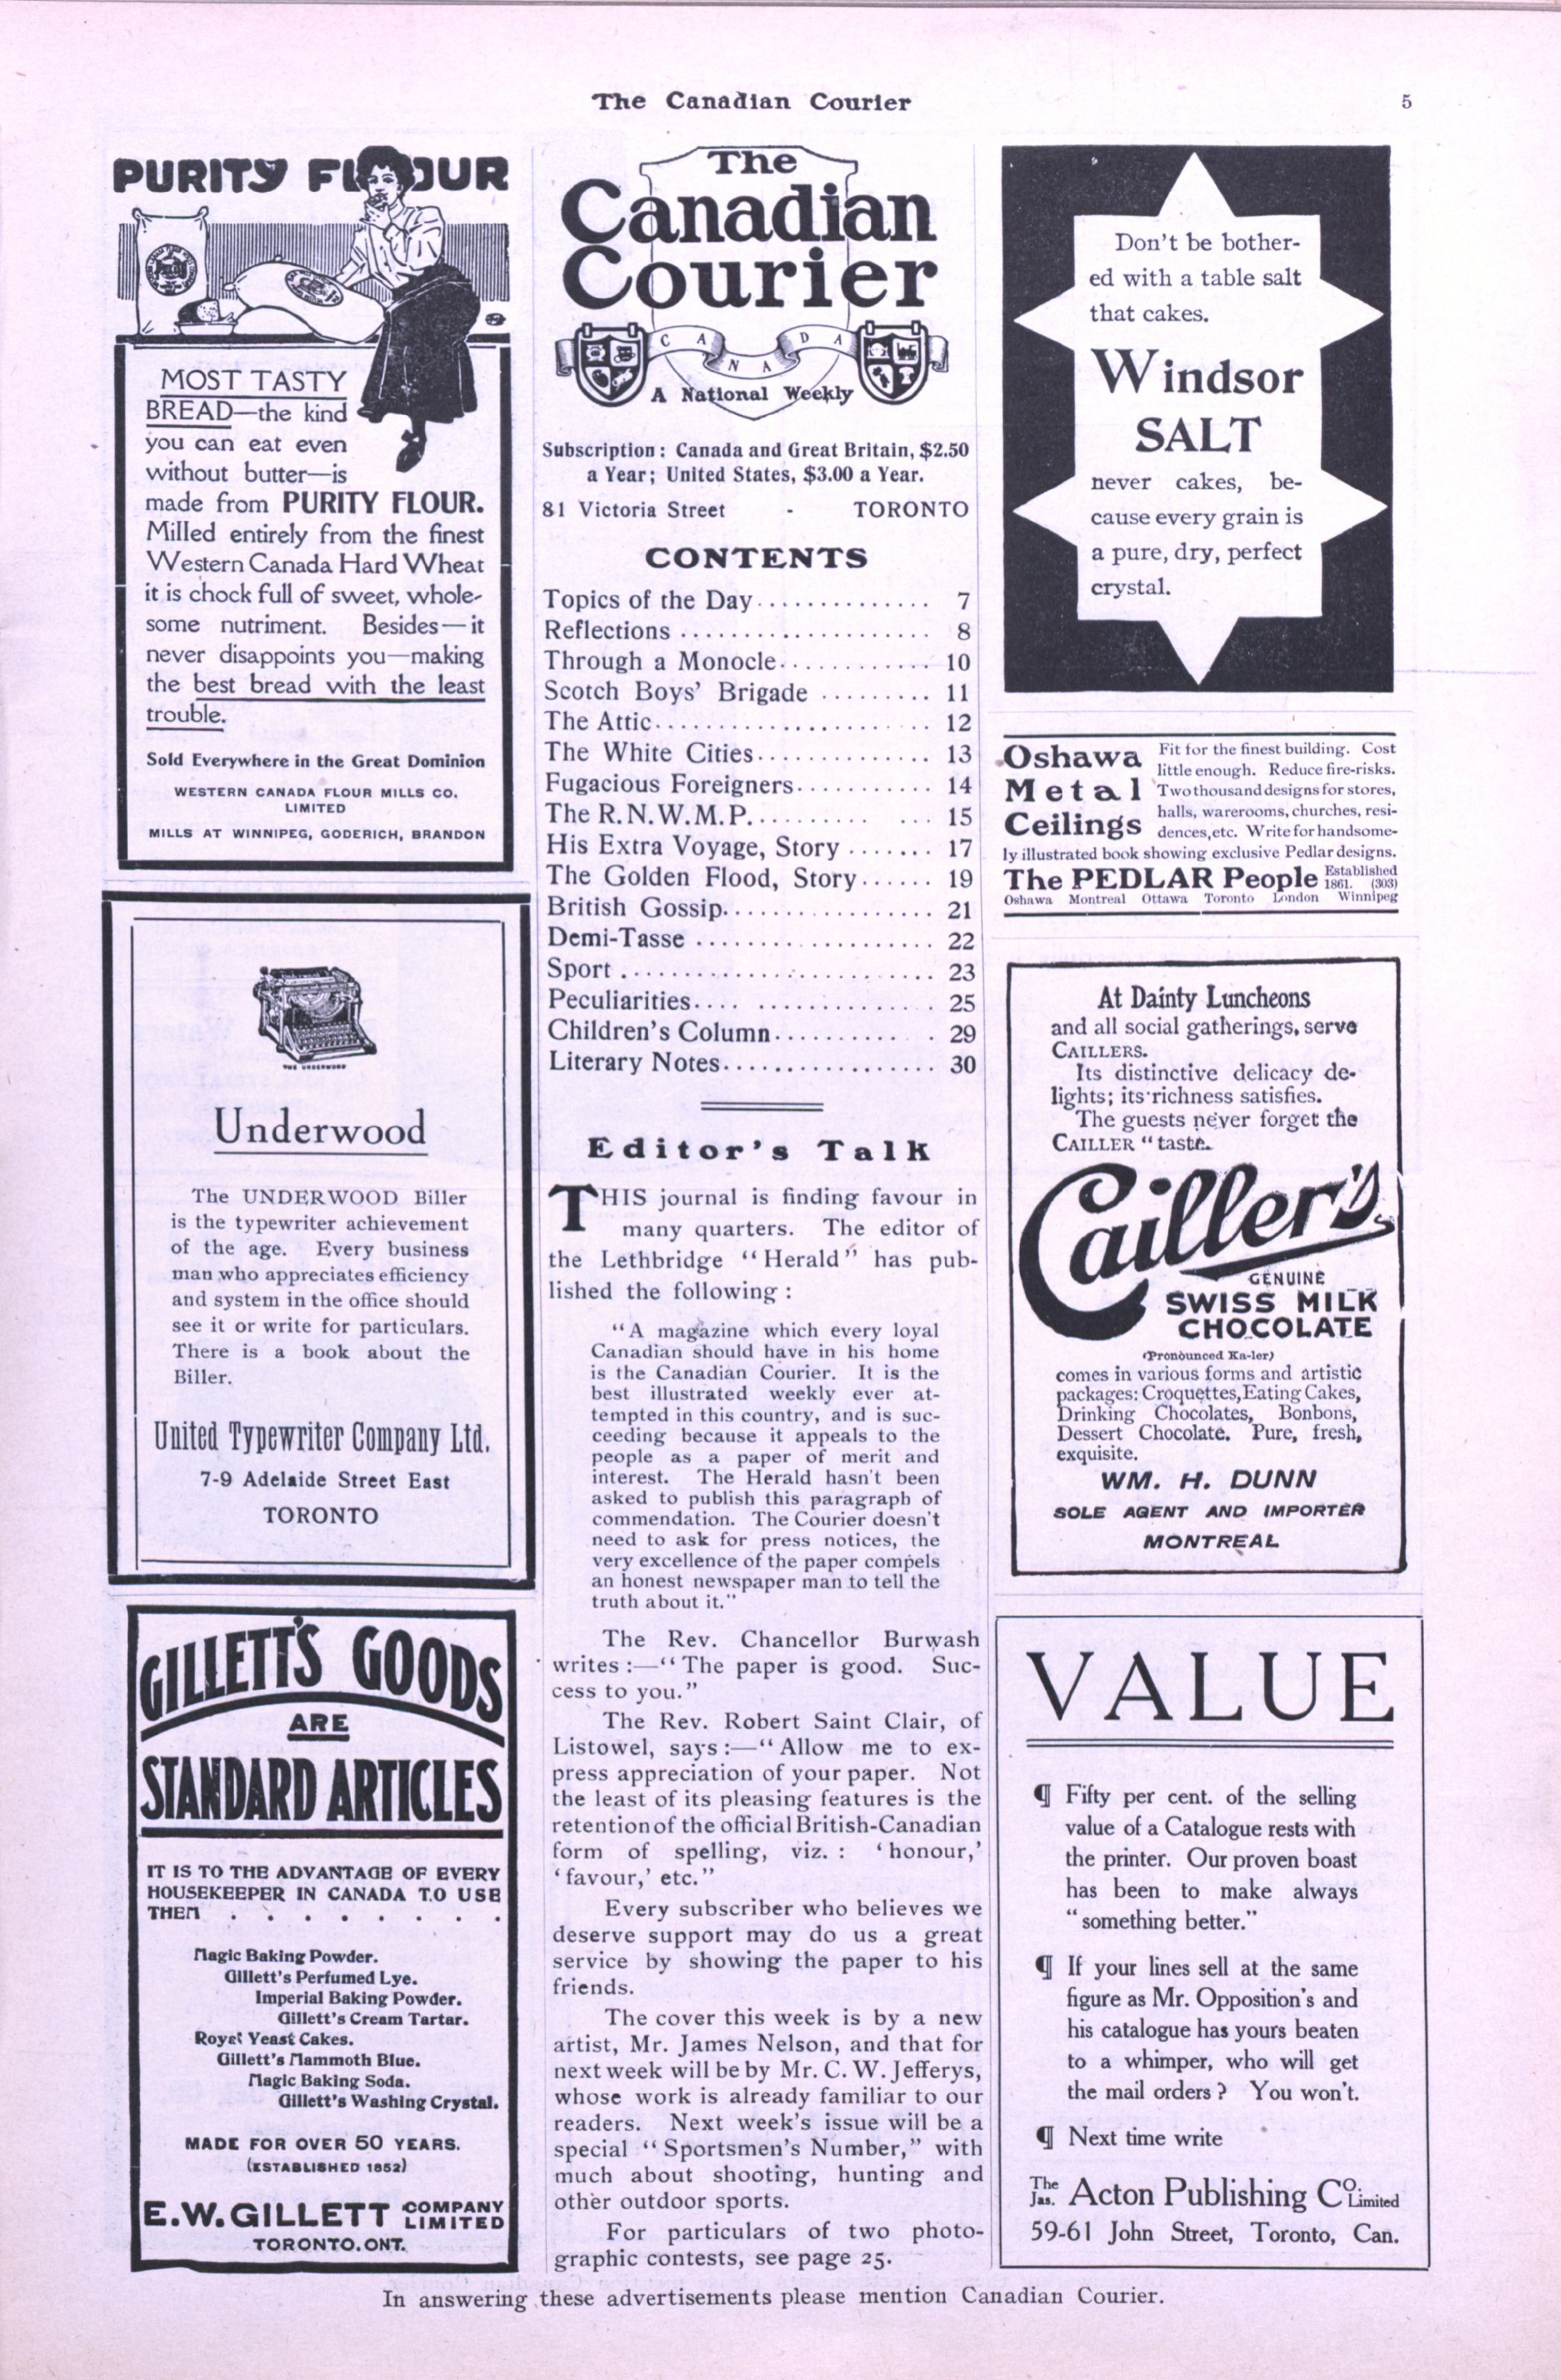 The Canadian Courier
5
PURITY FLOUR
MOST TASTY
BREAD—the kind
you can eat even
without butter—is
made from PURITY FLOUR.
Milled entirely from the finest
Western Canada Hard Wheat
it is chock full of sweet, whole-
some nutriment. Besides—it
never disappoints you—making
the best bread with the least
trouble.
Sold Everywhere in the Great Dominion
WESTERN CANADA FLOUR MILLS CO.
LIMITED
MILLS AT WINNIPEG, GODERICH, BRANDON
THE UNDERWOOD
Underwood
The UNDERWOOD Biller
is the typewriter achievement
of the age. Every business
man who appreciates efficiency
and system in the office should
see it or write for particulars.
There is a book about the
Biller.
United Typewriter Company Ltd.
7-9 Adelaide Street East
TORONTO
GILLETT'S GOODS
ARE
STANDARD ARTICLES
IT IS TO THE ADVANTAGE OF EVERY
HOUSEKEEPER IN CANADA TO USE
THEM . . . . . . . .
Magic Baking Powder.
Gillett's Perfumed Lye.
Imperial Baking Powder.
Gillett's Cream Tartar.
Royal Yeast Cakes.
Gillett's Mammoth Blue.
Magic Baking Soda.
Gillett's Washing Crystal.
MADE FOR OVER 50 YEARS.
(ESTABLISHED 1852)
E.W. GILLETT COMPANY LIMITED
TORONTO. ONT.
The
Canadian
Courier
CANADA
A National Weekly
Subscription: Canada and Great Britain, $2.50
a Year; United States, $3.00 a Year.
81 Victoria Street - TORONTO
CONTENTS
Topics of the Day.............. 7
Reflections .................... 8
Through a Monocle............ 10
Scotch Boys' Brigade ......... 11
The Attic...................... 12
The White Cities.............. 13
Fugacious Foreigners........... 14
The R.N.W.M.P.......... ... 15
His Extra Voyage, Story ....... 17
The Golden Flood, Story...... 19
British Gossip................. 21
Demi-Tasse ................... 22
Sport ......................... 23
Peculiarities.... .............. 25
Children's Column.......... . 29
Literary Notes................. 30
Editor's Talk
THIS journal is finding favour in
many quarters. The editor of
the Lethbridge "Herald" has pub-
lished the following:
"A magazine which every loyal
Canadian should have in his home
is the Canadian Courier. It is the
best illustrated weekly ever at-
tempted in this country, and is suc-
ceeding because it appeals to the
people as a paper of merit and
interest. The Herald hasn't been
asked to publish this paragraph of
commendation. The Courier doesn't
need to ask for press notices, the
very excellence of the paper compels
an honest newspaper man to tell the
truth about it."
The Rev. Chancellor Burwash
writes:—"The paper is good. Suc-
cess to you."
The Rev. Robert Saint Clair, of
Listowel, says:—"Allow me to ex-
press appreciation of your paper. Not
the least of its pleasing features is the
retention of the official British-Canadian
form of spelling, viz.: 'honour,'
'favour,' etc."
Every subscriber who believes we
deserve support may do us a great
service by showing the paper to his
friends.
The cover this week is by a new
artist, Mr. James Nelson, and that for
next week will be by Mr. C. W. Jefferys,
whose work is already familiar to our
readers. Next week's issue will be a
special "Sportsmen's Number," with
much about shooting, hunting and
other outdoor sports.
For particulars of two photo-
graphic contests, see page 25.
Don't be bother-
ed with a table salt
that cakes.
Windsor
SALT
never cakes, be-
cause every grain is
a pure, dry, perfect
crystal.
Oshawa
Metal
Ceilings
Fit for the finest building. Cost
little enough. Reduce fire-risks.
Two thousand designs for stores,
halls, warerooms, churches, resi-
dences, etc. Write for handsome-
ly illustrated book showing exclusive Pedlar designs.
The PEDLAR People Established 1861. (303)
Oshawa Montreal Ottawa Toronto London Winnipeg
At Dainty Luncheons
and all social gatherings, serve
CAILLERS.
Its distinctive delicacy de-
lights; its richness satisfies.
The guests never forget the
CAILLER "taste.
Cailler's
GENUINE
SWISS MILK
CHOCOLATE
(Pronounced Ka-ler)
comes in various forms and artistic
packages: Croquettes, Eating Cakes,
Drinking Chocolates, Bonbons,
Dessert Chocolate. Pure, fresh,
exquisite.
WM. H. DUNN
SOLE AGENT AND IMPORTER
MONTREAL
VALUE
¶ Fifty per cent. of the selling
value of a Catalogue rests with
the printer. Our proven boast
has been to make always
"something better."
¶ If your lines sell at the same
figure as Mr. Opposition's and
his catalogue has yours beaten
to a whimper, who will get
the mail orders? You won't.
¶ Next time write
The Jas. Acton Publishing Co. Limited
59-61 John Street, Toronto, Can.
In answering these advertisements please mention Canadian Courier.